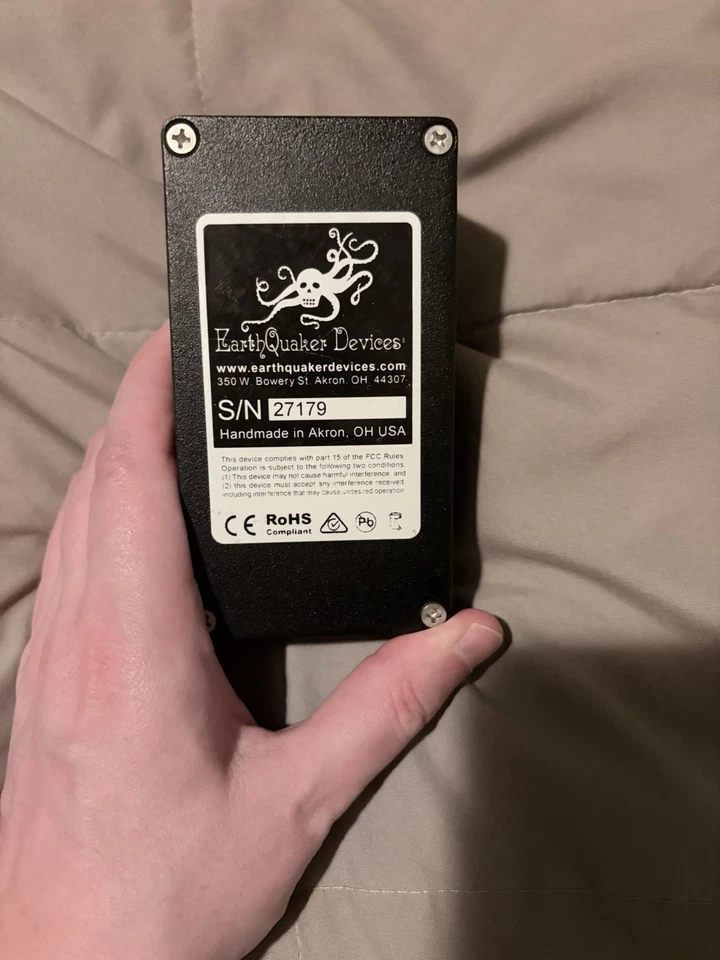 EarthQuaker Devices
www.earthquakerdevices.com
350 W. Bowery St. Akron. OH. 44307
S/N 27179
Handmade in Akron, OH USA
This device complies with part 15 of the FCC Rules
Operation is subject to the following two conditions
(1) This device may not cause harmful interference, and
(2) this device must accept any interference received
including interference that may cause undesired operation
CE RoHS Pb
Compliant